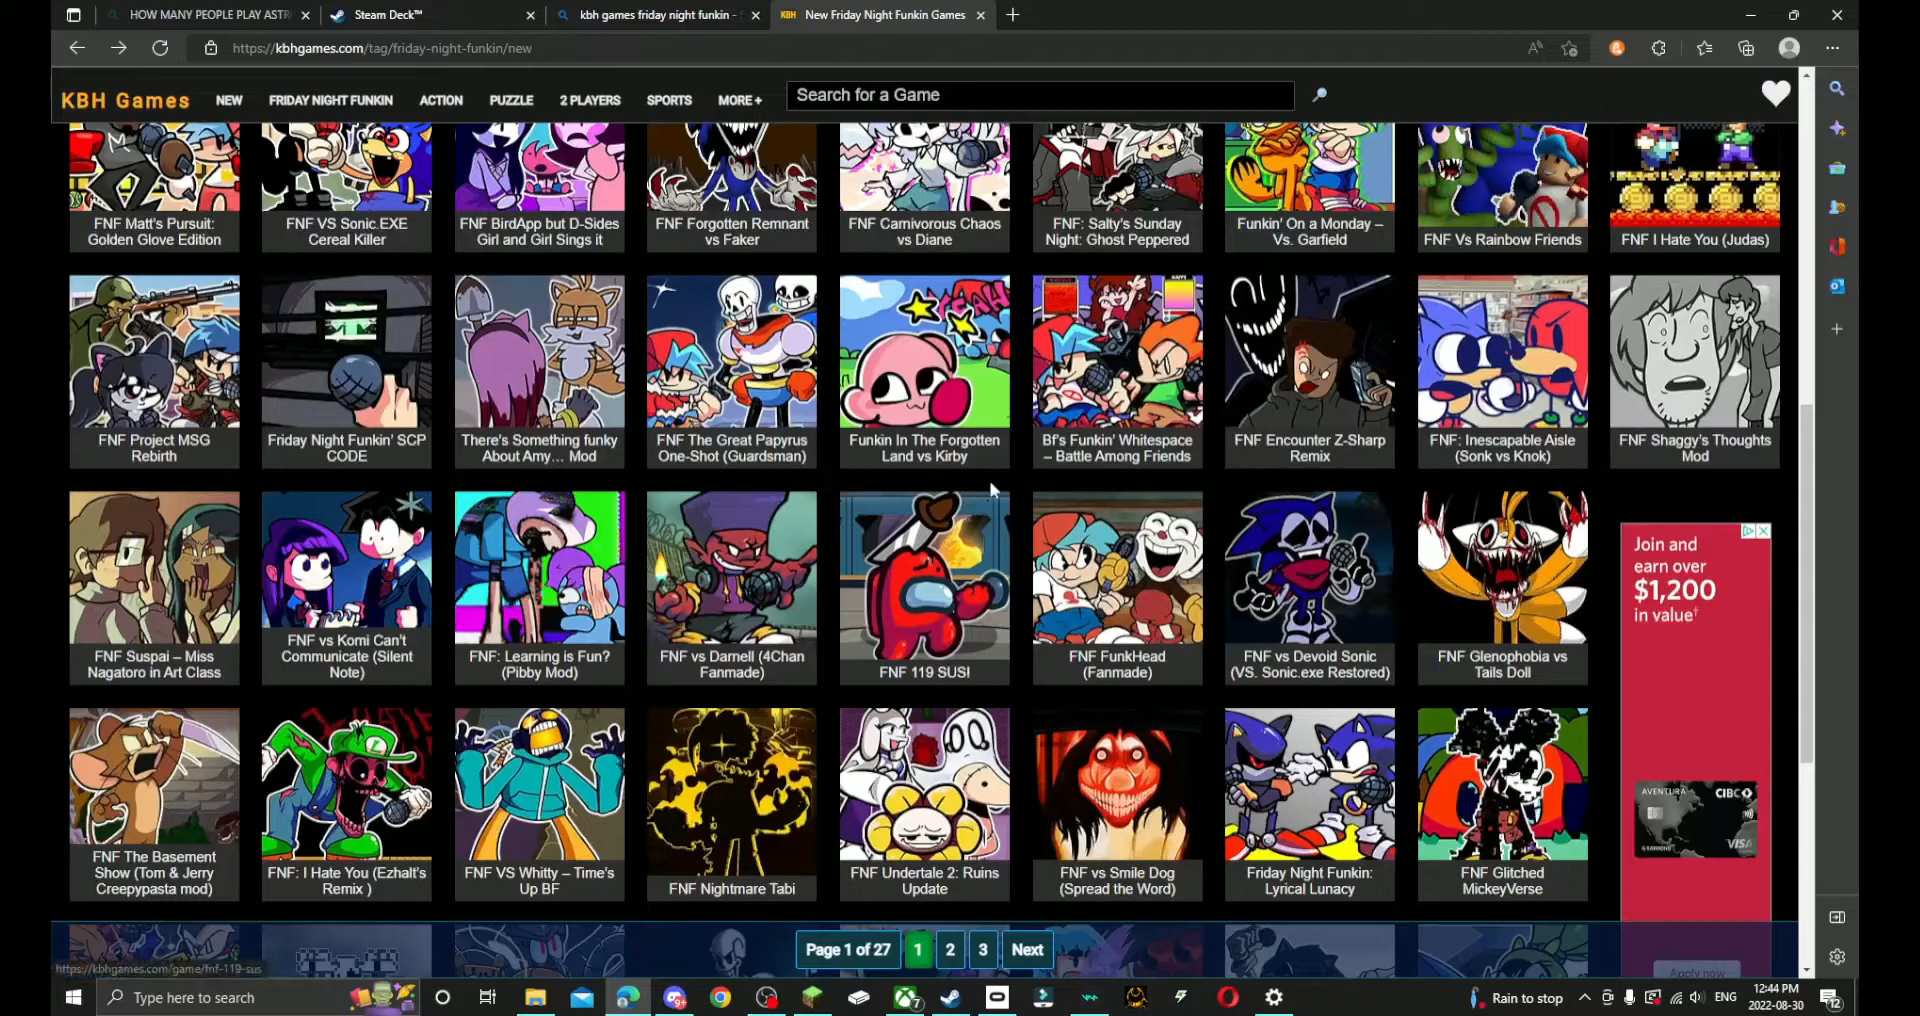 HOW MANY PEOPLE PLAY ASTR
Steam Deck™
kbh games friday night funkin -
KBH
New Friday Night Funkin Games
https://kbhgames.com/tag/friday-night-funkin/new
KBH Games
NEW
FRIDAY NIGHT FUNKIN
ACTION
PUZZLE
2 PLAYERS
SPORTS
MORE +
Search for a Game
FNF Matt's Pursuit:
Golden Glove Edition
FNF VS Sonic.EXE
Cereal Killer
FNF BirdApp but D-Sides
Girl and Girl Sings it
FNF Forgotten Remnant
vs Faker
FNF Carnivorous Chaos
vs Diane
FNF: Salty's Sunday
Night: Ghost Peppered
Funkin' On a Monday –
Vs. Garfield
FNF Vs Rainbow Friends
FNF I Hate You (Judas)
FNF Project MSG
Rebirth
Friday Night Funkin' SCP
CODE
There's Something funky
About Amy… Mod
FNF The Great Papyrus
One-Shot (Guardsman)
Funkin In The Forgotten
Land vs Kirby
Bf's Funkin' Whitespace
– Battle Among Friends
FNF Encounter Z-Sharp
Remix
FNF: Inescapable Aisle
(Sonk vs Knok)
FNF Shaggy's Thoughts
Mod
FNF Suspai – Miss
Nagatoro in Art Class
FNF vs Komi Can't
Communicate (Silent
Note)
FNF: Learning is Fun?
(Pibby Mod)
FNF vs Darnell (4Chan
Fanmade)
FNF 119 SUS!
FNF FunkHead
(Fanmade)
FNF vs Devoid Sonic
(VS. Sonic.exe Restored)
FNF Glenophobia vs
Tails Doll
Join and
earn over
$1,200
in value†
AVENTURA
CIBC
VISA
FNF The Basement
Show (Tom & Jerry
Creepypasta mod)
FNF: I Hate You (Ezhalt's
Remix )
FNF VS Whitty – Time's
Up BF
FNF Nightmare Tabi
FNF Undertale 2: Ruins
Update
FNF vs Smile Dog
(Spread the Word)
Friday Night Funkin:
Lyrical Lunacy
FNF Glitched
MickeyVerse
Page 1 of 27
1
2
3
Next
Apply now
https://kbhgames.com/game/fnf-119-sus
Type here to search
Rain to stop
ENG
12:44 PM
2022-08-30